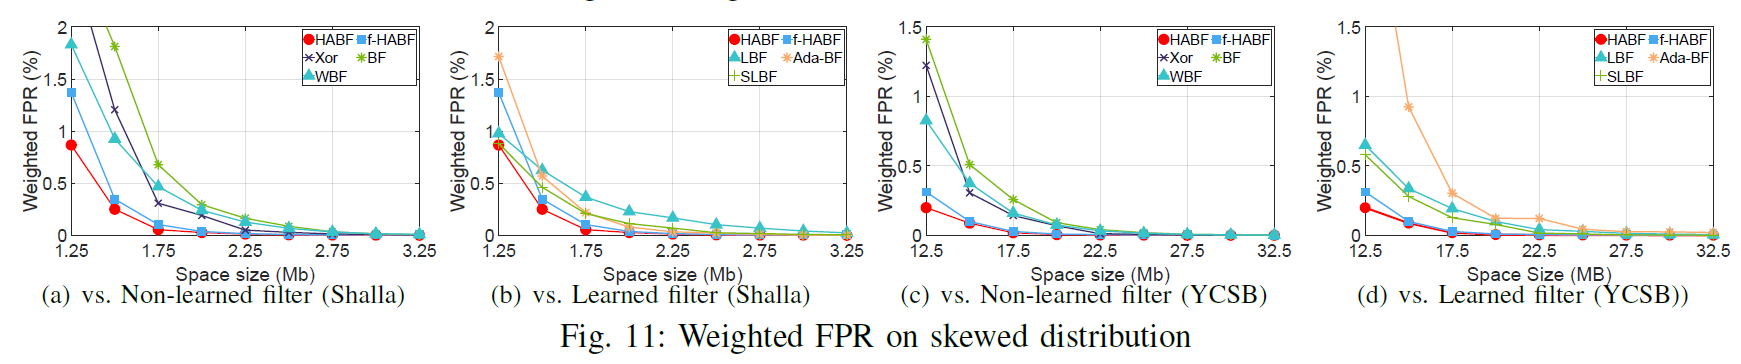 2
1.5
1
0.5
0
Weighted FPR (%)
HABF f-HABF
Xor BF
WBF
1.25 1.75 2.25 2.75 3.25
Space size (Mb)
(a) vs. Non-learned filter (Shalla)
2
1.5
1
0.5
0
Weighted FPR (%)
HABF f-HABF
LBF Ada-BF
SLBF
1.25 1.75 2.25 2.75 3.25
Space size (Mb)
(b) vs. Learned filter (Shalla)
1.5
1
0.5
0
Weighted FPR (%)
HABF f-HABF
Xor BF
WBF
12.5 17.5 22.5 27.5 32.5
Space size (Mb)
(c) vs. Non-learned filter (YCSB)
1.5
1
0.5
0
Weighted FPR (%)
HABF f-HABF
LBF Ada-BF
SLBF
12.5 17.5 22.5 27.5 32.5
Space Size (MB)
(d) vs. Learned filter (YCSB))
Fig. 11: Weighted FPR on skewed distribution